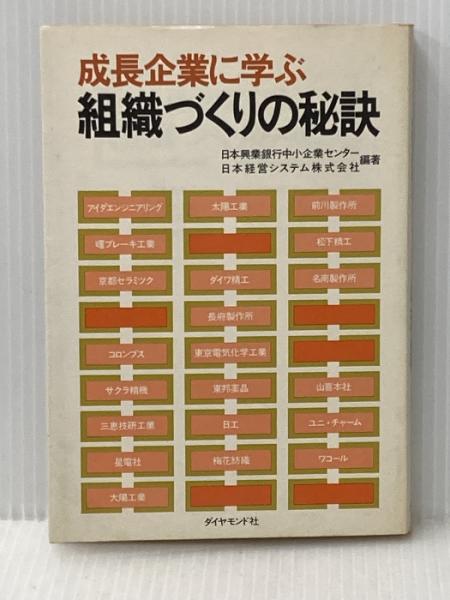 成長企業に学ぶ
組織づくりの秘訣
日本興業銀行中小企業センター
日本経営システム株式会社
編著
アイダエンジニアリング
曙ブレーキ工業
京都セラミツク
コロンブス
サクラ精機
三恵技研工業
星電社
大陽工業
太陽工業
ダイワ精工
長府製作所
東京電気化学工業
東邦薬品
日工
梅花紡織
前川製作所
松下精工
名南製作所
山喜本社
ユニ・チャーム
ワコール
ダイヤモンド社